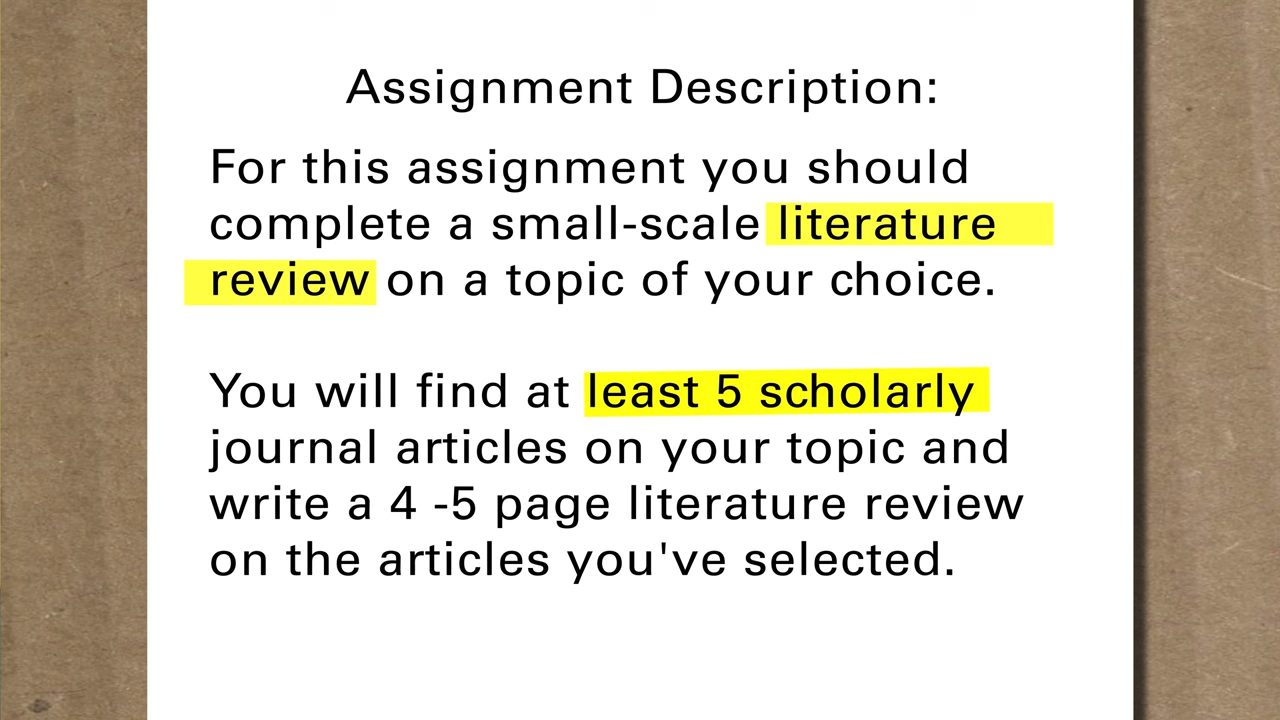 Assignment Description:
For this assignment you should
complete a small-scale literature
review on a topic of your choice.
You will find at least 5 scholarly
journal articles on your topic and
write a 4 -5 page literature review
on the articles you've selected.